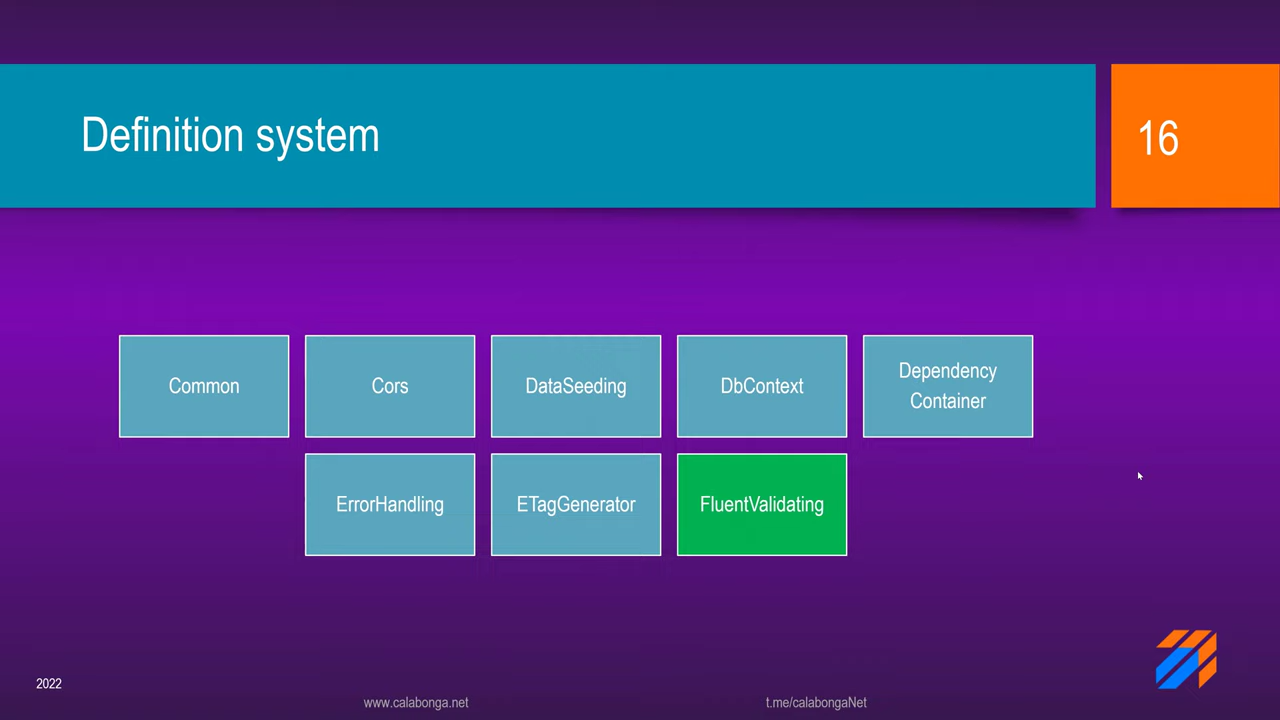 Definition system
16
Common
Cors
DataSeeding
DbContext
Dependency
Container
ErrorHandling
ETagGenerator
FluentValidating
2022
www.calabonga.net
t.me/calabongaNet